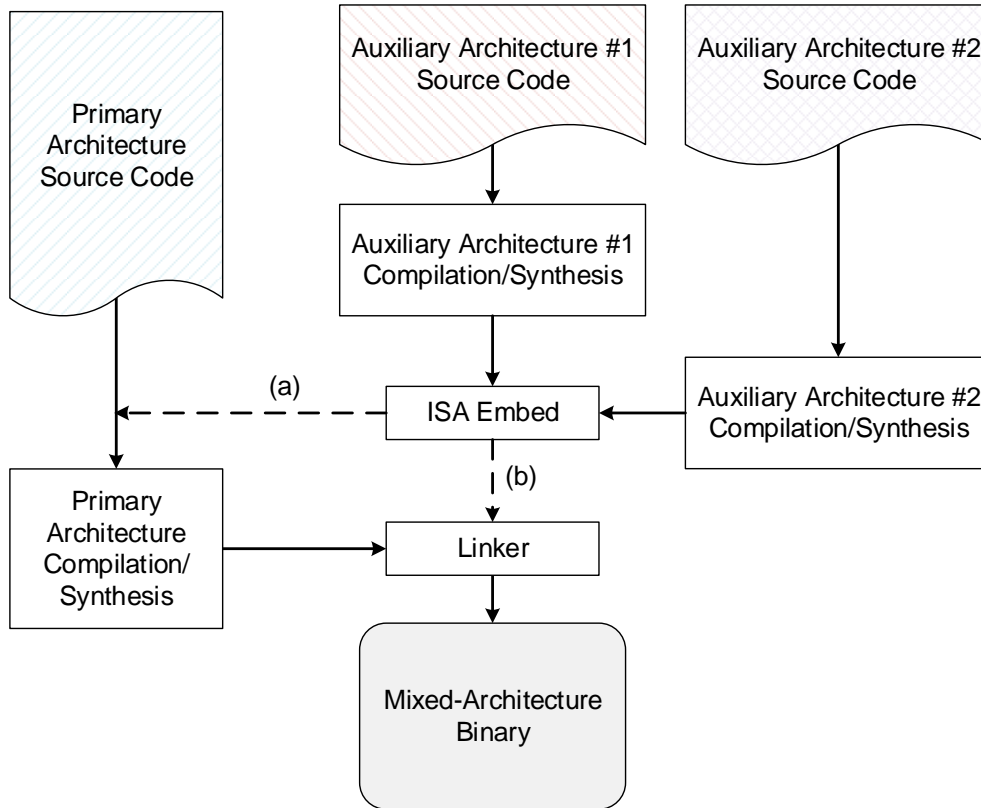 Primary
Architecture
Source Code
Auxiliary Architecture #1
Source Code
Auxiliary Architecture #2
Source Code
Auxiliary Architecture #1
Compilation/Synthesis
(a)
ISA Embed
Auxiliary Architecture #2
Compilation/Synthesis
(b)
Primary
Architecture
Compilation/
Synthesis
Linker
Mixed-Architecture
Binary